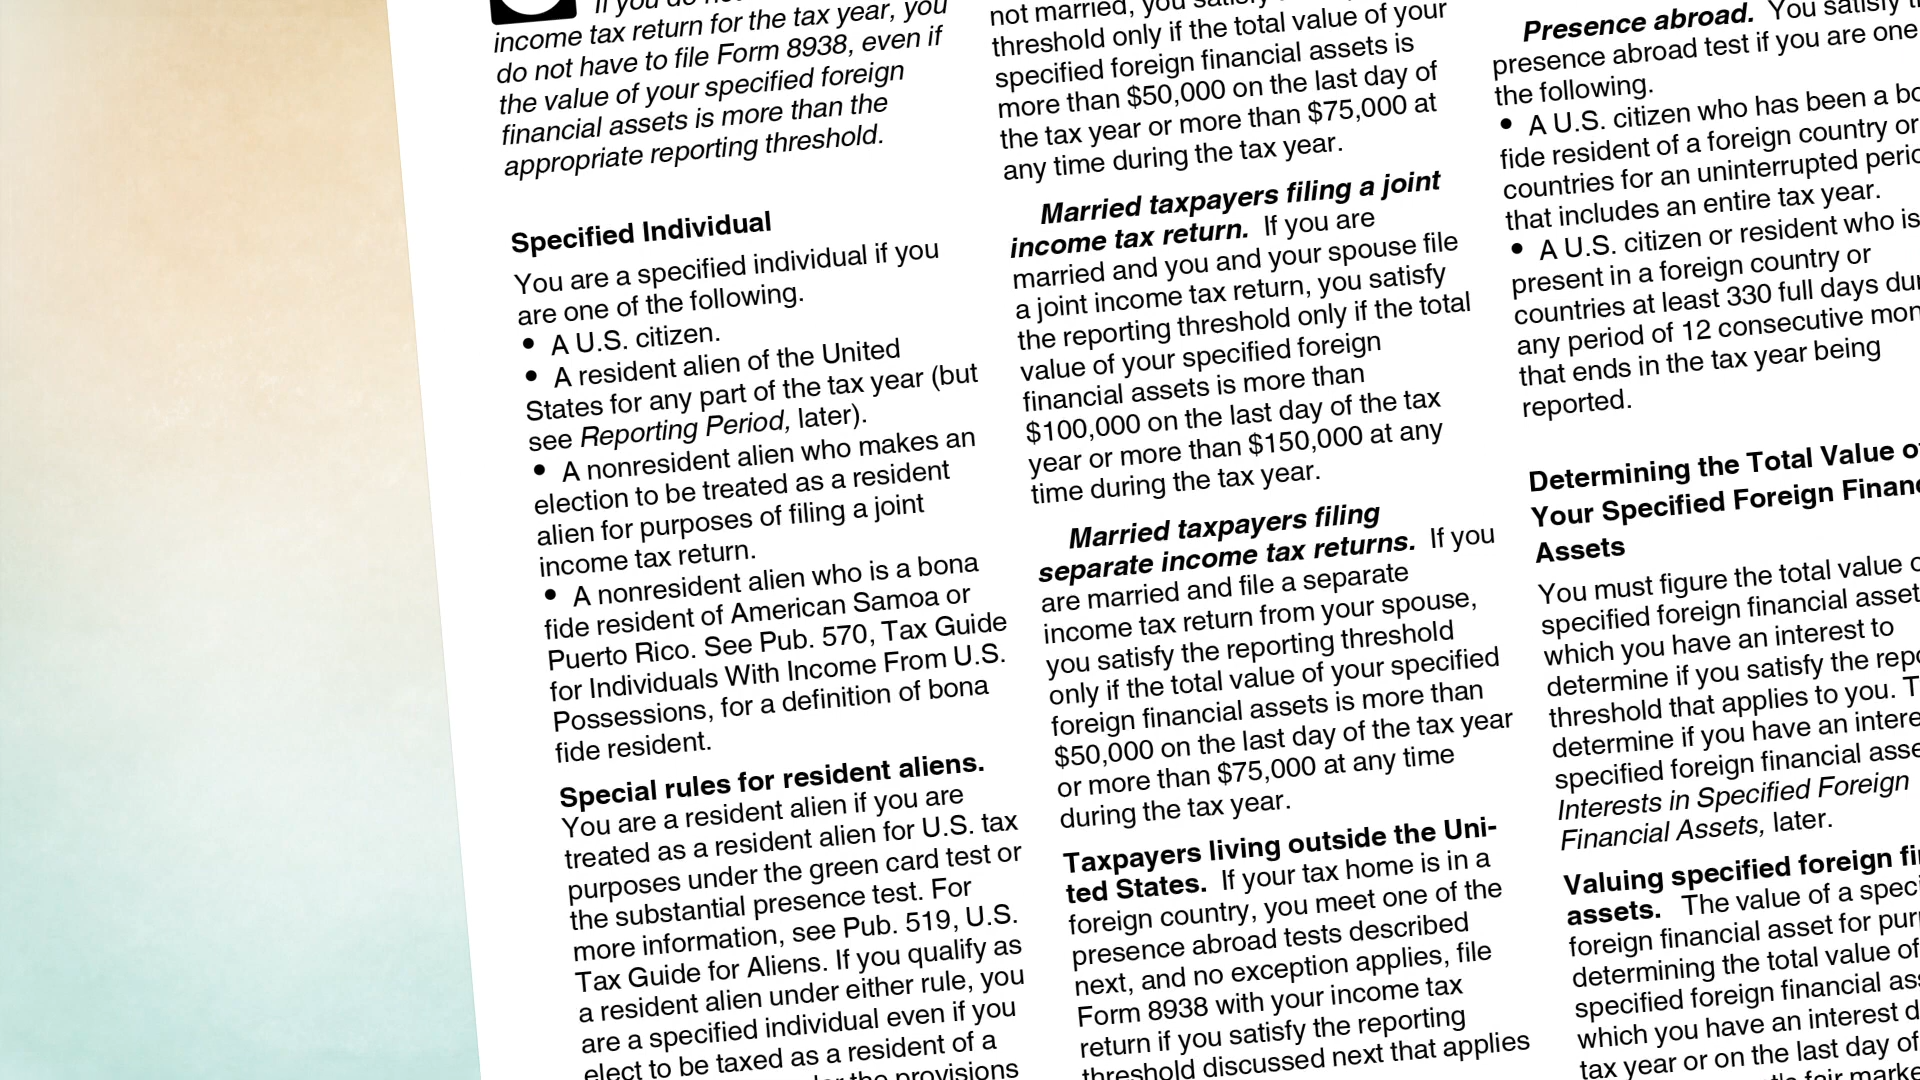 If you do
income tax return for the tax year, you
do not have to file Form 8938, even if
the value of your specified foreign
financial assets is more than the
appropriate reporting threshold.
Specified Individual
You are a specified individual if you
are one of the following.
• A U.S. citizen.
• A resident alien of the United
States for any part of the tax year (but
see Reporting Period, later).
• A nonresident alien who makes an
election to be treated as a resident
alien for purposes of filing a joint
income tax return.
• A nonresident alien who is a bona
fide resident of American Samoa or
Puerto Rico. See Pub. 570, Tax Guide
for Individuals With Income From U.S.
Possessions, for a definition of bona
fide resident.
Special rules for resident aliens.
You are a resident alien if you are
treated as a resident alien for U.S. tax
purposes under the green card test or
the substantial presence test. For
more information, see Pub. 519, U.S.
Tax Guide for Aliens. If you qualify as
a resident alien under either rule, you
are a specified individual even if you
elect to be taxed as a resident of a
the provisions
not married, you
threshold only if the total value of your
specified foreign financial assets is
more than $50,000 on the last day of
the tax year or more than $75,000 at
any time during the tax year.
Married taxpayers filing a joint
income tax return. If you are
married and you and your spouse file
a joint income tax return, you satisfy
the reporting threshold only if the total
value of your specified foreign
financial assets is more than
$100,000 on the last day of the tax
year or more than $150,000 at any
time during the tax year.
Married taxpayers filing
separate income tax returns. If you
are married and file a separate
income tax return from your spouse,
you satisfy the reporting threshold
only if the total value of your specified
foreign financial assets is more than
$50,000 on the last day of the tax year
or more than $75,000 at any time
during the tax year.
Taxpayers living outside the Uni-
ted States. If your tax home is in a
foreign country, you meet one of the
presence abroad tests described
next, and no exception applies, file
Form 8938 with your income tax
return if you satisfy the reporting
threshold discussed next that applies
Presence abroad. You satisfy
presence abroad test if you are one
the following.
• A U.S. citizen who has been a
fide resident of a foreign country or
countries for an uninterrupted
that includes an entire tax year.
• A U.S. citizen or resident who is
present in a foreign country or
countries at least 330 full days
any period of 12 consecutive
that ends in the tax year being
reported.
Determining the Total Value
Your Specified Foreign
Assets
You must figure the total value
specified foreign financial
which you have an interest to
determine if you satisfy the
threshold that applies to you.
determine if you have an
specified foreign financial
Interests in Specified Foreign
Financial Assets, later.
Valuing specified foreign
assets. The value of a
foreign financial asset for
determining the total value of
specified foreign financial
which you have an interest
tax year or on the last day of
fair